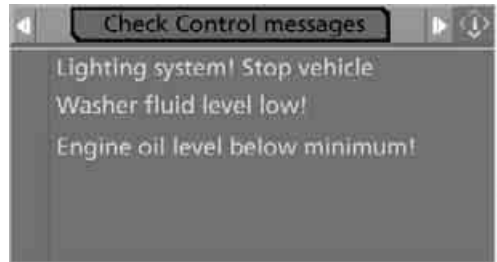 Check Control messages
Lighting system! Stop vehicle
Washer fluid level low!
Engine oil level below minimum!